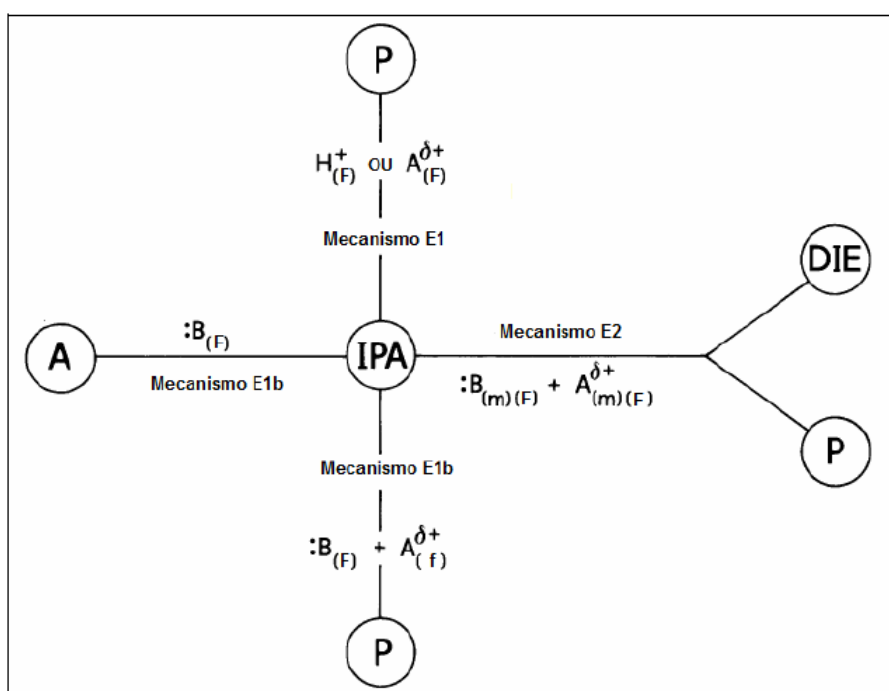 P
H+(F) OU Aδ+(F)
Mecanismo E1
DIE
:B(F)
Mecanismo E2
A
IPA
Mecanismo E1b
:B(m)(F) + Aδ+(m)(F)
P
Mecanismo E1b
:B(F) + Aδ+(f)
P